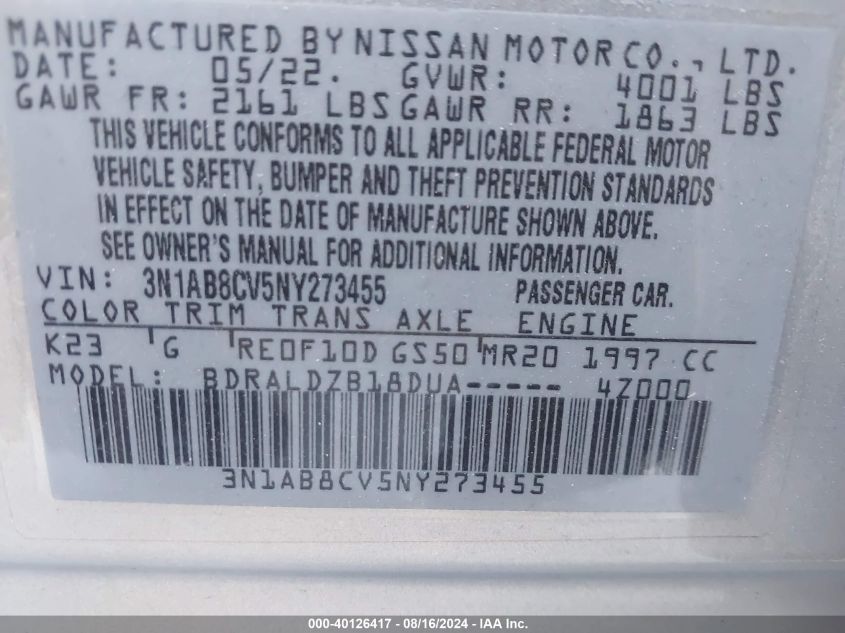 MANUFACTURED BY NISSAN MOTOR CO., LTD.
DATE: 05/22. GVWR: 4001 LBS
GAWR FR: 2161 LBS GAWR RR: 1863 LBS
THIS VEHICLE CONFORMS TO ALL APPLICABLE FEDERAL MOTOR
VEHICLE SAFETY, BUMPER AND THEFT PREVENTION STANDARDS
IN EFFECT ON THE DATE OF MANUFACTURE SHOWN ABOVE.
SEE OWNER'S MANUAL FOR ADDITIONAL INFORMATION.
VIN: 3N1AB8CV5NY273455 PASSENGER CAR.
COLOR TRIM TRANS AXLE ENGINE
K23 G RE0F10D GS50 MR20 1997 CC
MODEL: BDRALDZB18DUA----- 4Z000
3N1AB8CV5NY273455
000-40126417 - 08/16/2024 - IAA Inc.